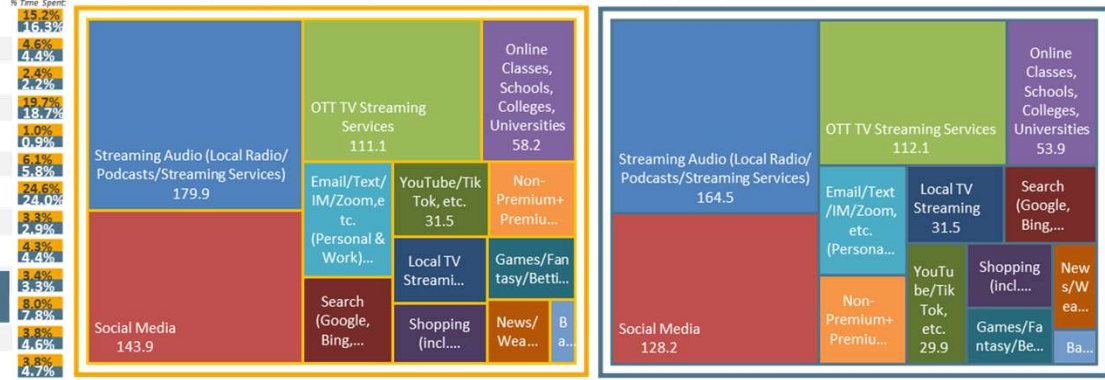 % Time Spent:
15.2%
16.3%
4.6%
4.4%
2.4%
2.2%
19.7%
18.7%
1.0%
0.9%
6.1%
5.8%
24.6%
24.0%
3.3%
2.9%
4.3%
4.4%
3.4%
3.3%
8.0%
7.8%
3.8%
4.6%
3.8%
4.7%
Streaming Audio (Local Radio/
Podcasts/Streaming Services)
179.9
Social Media
143.9
OTT TV Streaming
Services
111.1
Online
Classes,
Schools,
Colleges,
Universities
58.2
Email/Text/
IM/Zoom,e
tc.
(Personal &
Work)...
YouTube/Tik
Tok, etc.
31.5
Non-
Premium+
Premiu...
Search
(Google,
Bing,...
Local TV
Streami...
Shopping
(incl....
Games/Fan
tasy/Betti...
News/
Wea...
B
a...
Streaming Audio (Local Radio/
Podcasts/Streaming Services)
164.5
Social Media
128.2
OTT TV Streaming Services
112.1
Online
Classes,
Schools,
Colleges,
Universities
53.9
Email/Text
/IM/Zoom,
etc.
(Persona...
Local TV
Streaming
31.5
Search
(Google,
Bing,...
Non-
Premium+
Premiu...
YouTu
be/Tik
Tok,
etc.
29.9
Shopping
(incl....
Games/Fa
ntasy/Be...
New
s/We
a...
Ba...